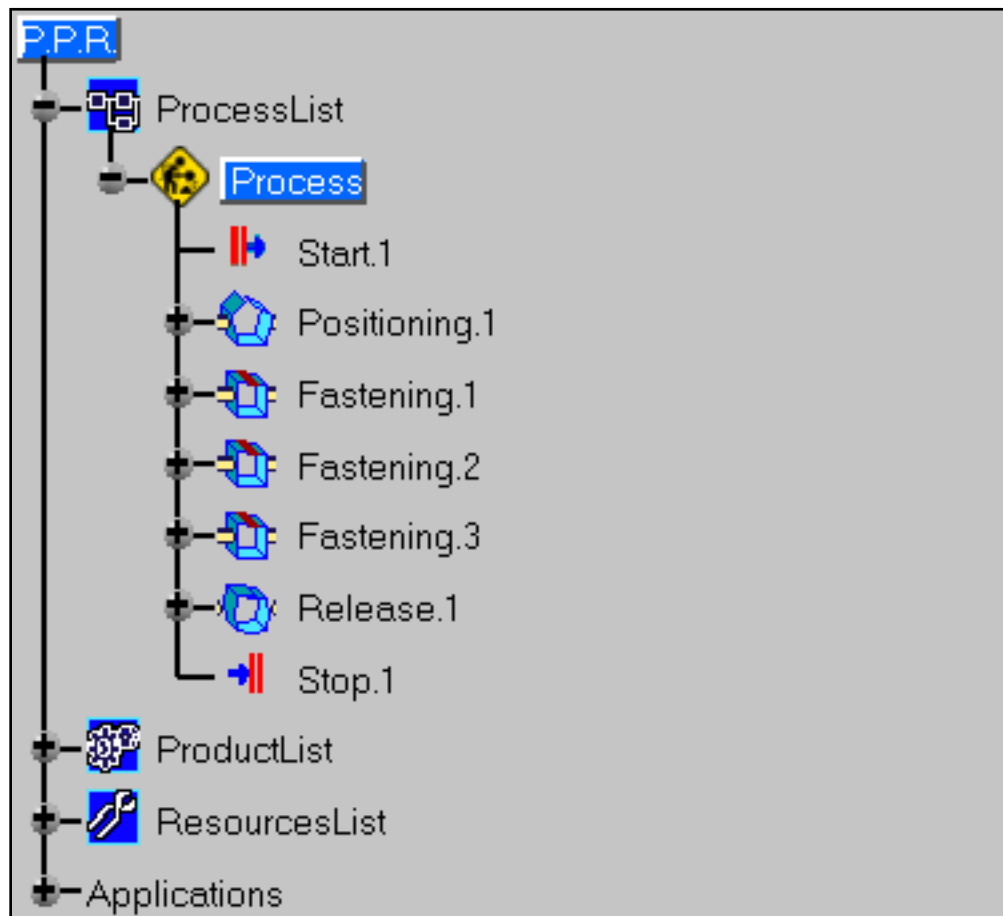 P.P.R.
ProcessList
Process
Start.1
Positioning.1
Fastening.1
Fastening.2
Fastening.3
Release.1
Stop.1
ProductList
ResourcesList
Applications